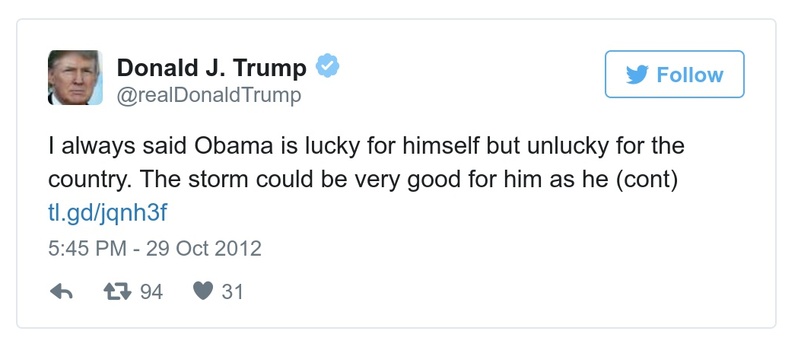 Donald J. Trump
@realDonaldTrump
Follow
I always said Obama is lucky for himself but unlucky for the
country. The storm could be very good for him as he (cont)
tl.gd/jqnh3f
5:45 PM - 29 Oct 2012
94 31